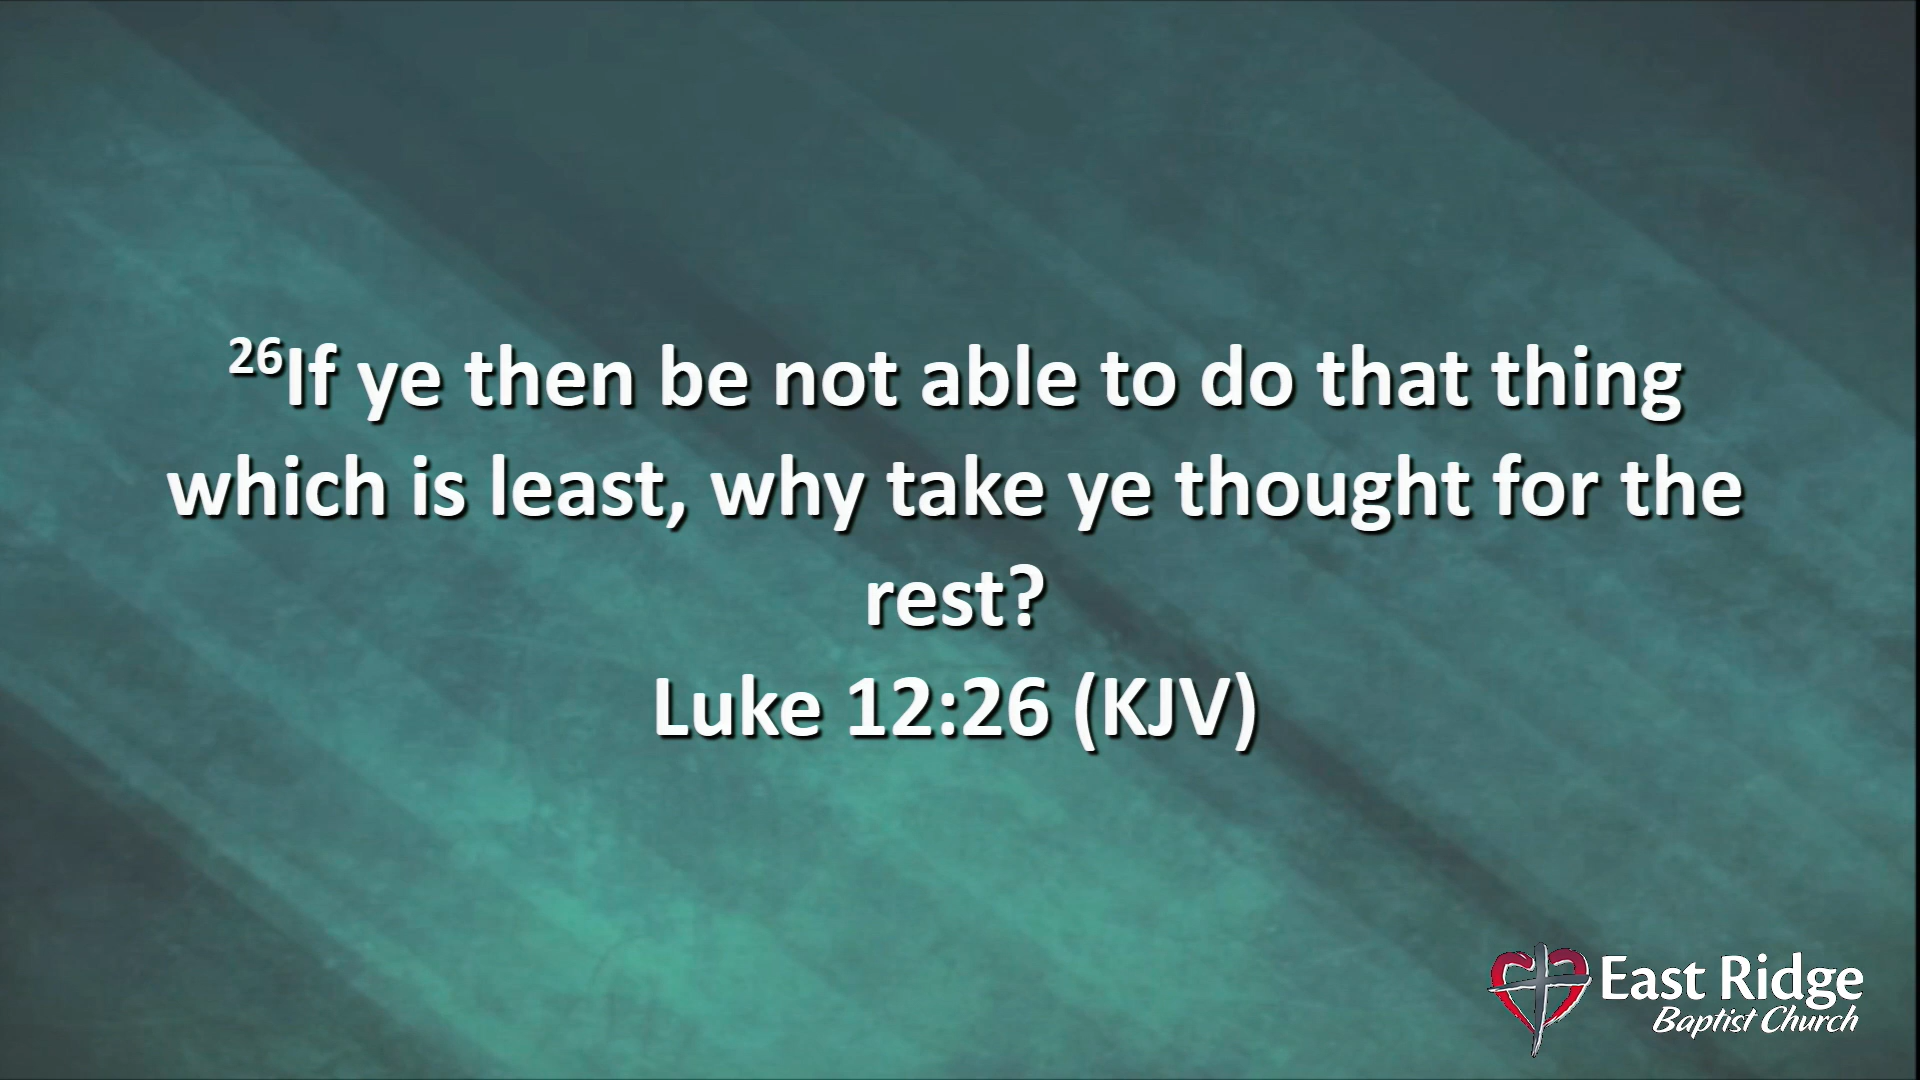 ²⁶If ye then be not able to do that thing
which is least, why take ye thought for the
rest?
Luke 12:26 (KJV)
East Ridge
Baptist Church